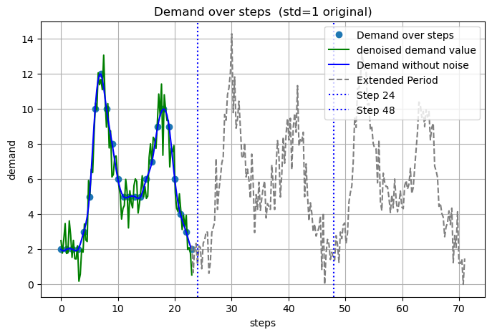 Demand over steps  (std=1 original)
Demand over steps
denoised demand value
Demand without noise
Extended Period
Step 24
Step 48
14
12
10
8
6
4
2
0
demand
0 10 20 30 40 50 60 70
steps